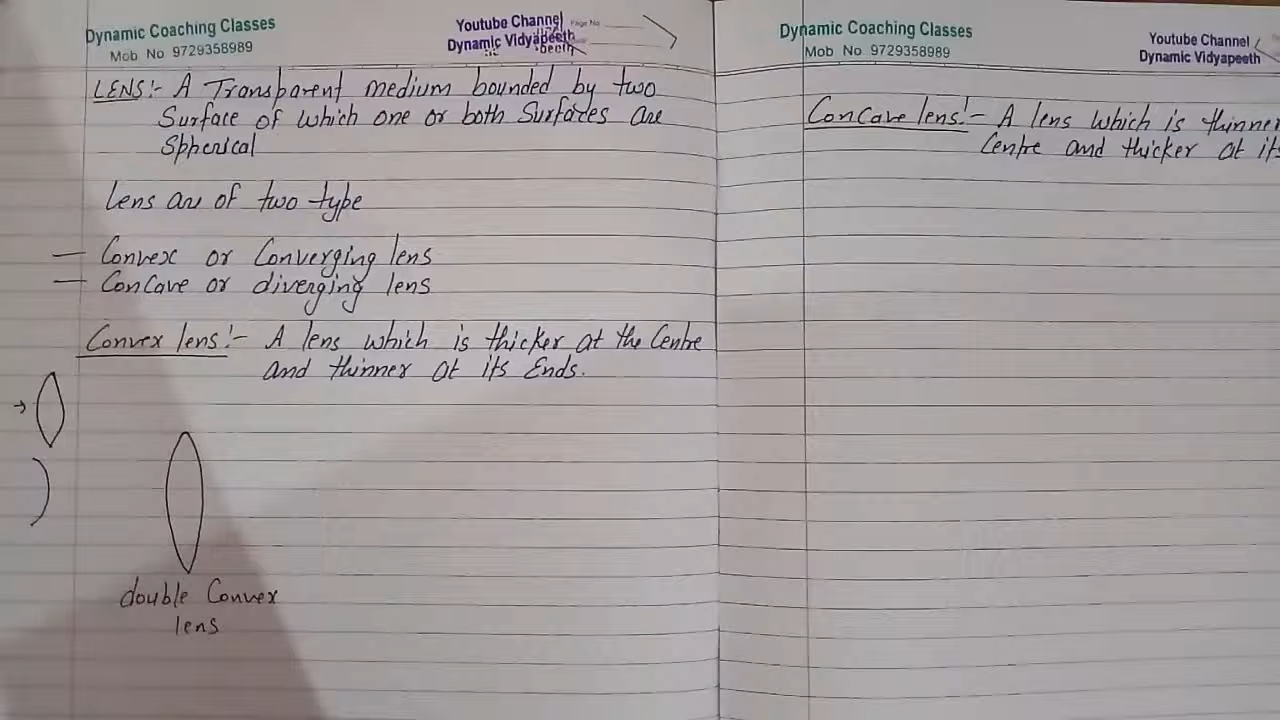 Dynamic Coaching Classes
Mob No 9729358989
Youtube Channel
Dynamic Vidyapeeth
Page No
LENS:- A Transparent medium bounded by two
Surface of which one or both Surfaces are
Spherical
Lens are of two type
— Convex or Converging lens
— Concave or diverging lens
Convex lens:- A lens which is thicker at the Centre
and thinner at its Ends.
double Convex
lens
Dynamic Coaching Classes
Mob No 9729358989
Youtube Channel
Dynamic Vidyapeeth
Concave lens:- A lens which is thinner
Centre and thicker at its